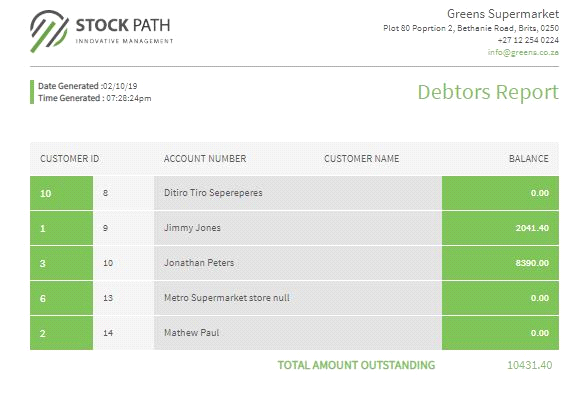 STOCK PATH
INNOVATIVE MANAGEMENT
Greens Supermarket
Plot 80 Poprtion 2, Bethanie Road, Brits, 0250
+27 12 254 0224
info@greens.co.za
Date Generated :02/10/19
Time Generated : 07:28:24pm
Debtors Report
CUSTOMER ID ACCOUNT NUMBER CUSTOMER NAME BALANCE
10 8 Ditiro Tiro Sepereperes 0.00
1 9 Jimmy Jones 2041.40
3 10 Jonathan Peters 8390.00
6 13 Metro Supermarket store null 0.00
2 14 Mathew Paul 0.00
TOTAL AMOUNT OUTSTANDING 10431.40